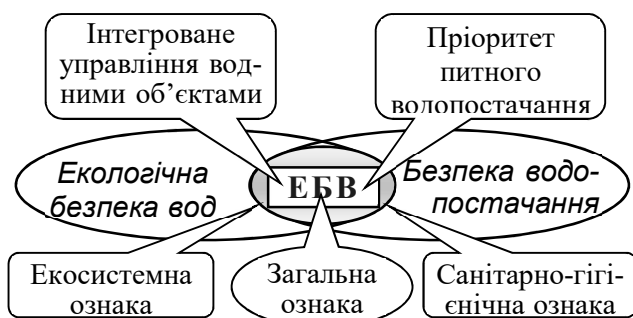 Інтегроване
управління вод-
ними об’єктами
Пріоритет
питного
водопостачання
Екологічна
безпека вод
ЕБВ
Безпека водо-
постачання
Екосистемна
ознака
Загальна
ознака
Санітарно-гігі-
єнічна ознака